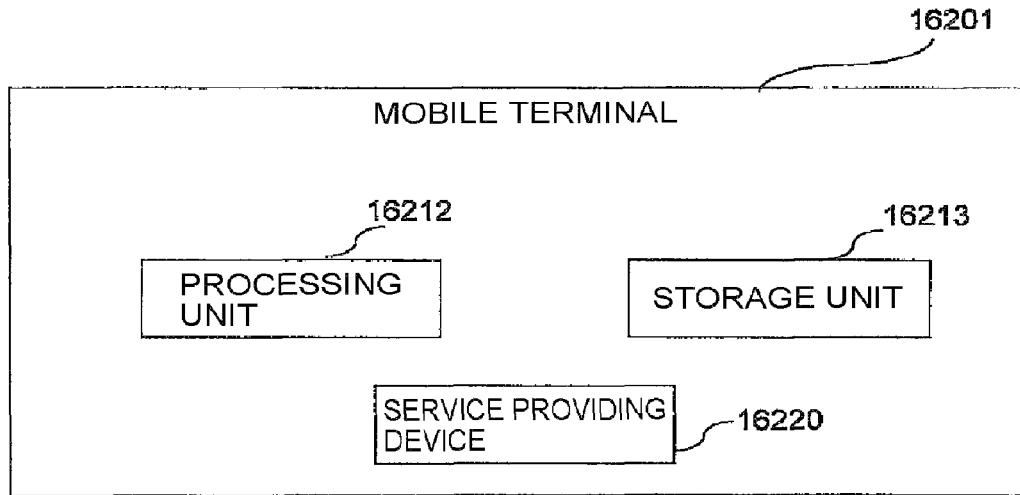 16201
MOBILE TERMINAL
16212
16213
PROCESSING
UNIT
STORAGE UNIT
SERVICE PROVIDING
DEVICE
16220